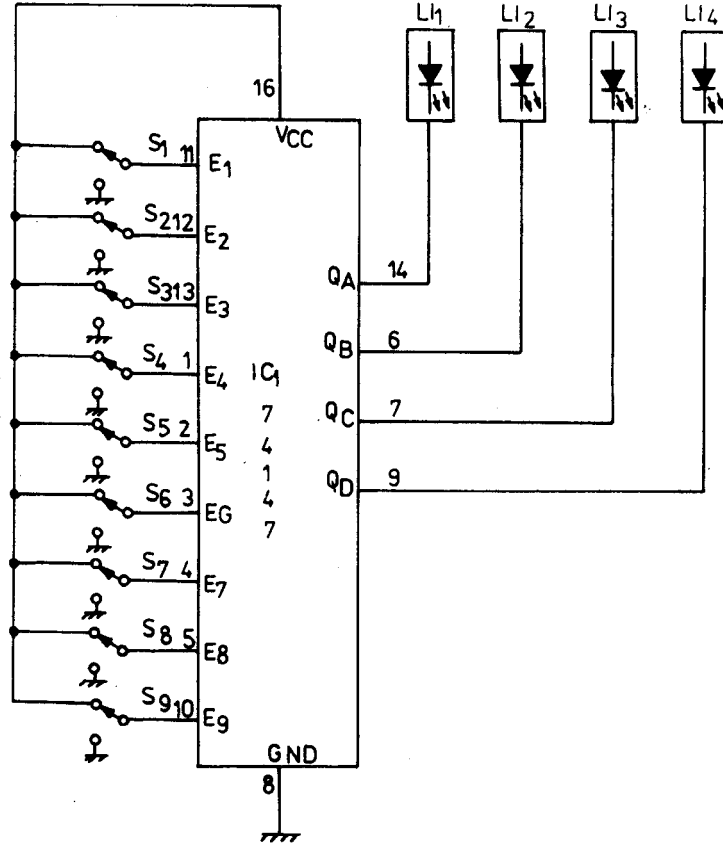 LI1 LI2 LI3 LI4
16
VCC
S1 11 E1
S2 12 E2
S3 13 E3
QA 14
S4 1 E4
QB 6
IC1
7
4
1
4
7
S5 2 E5
QC 7
S6 3 EG
QD 9
S7 4 E7
S8 5 E8
S9 10 E9
GND
8